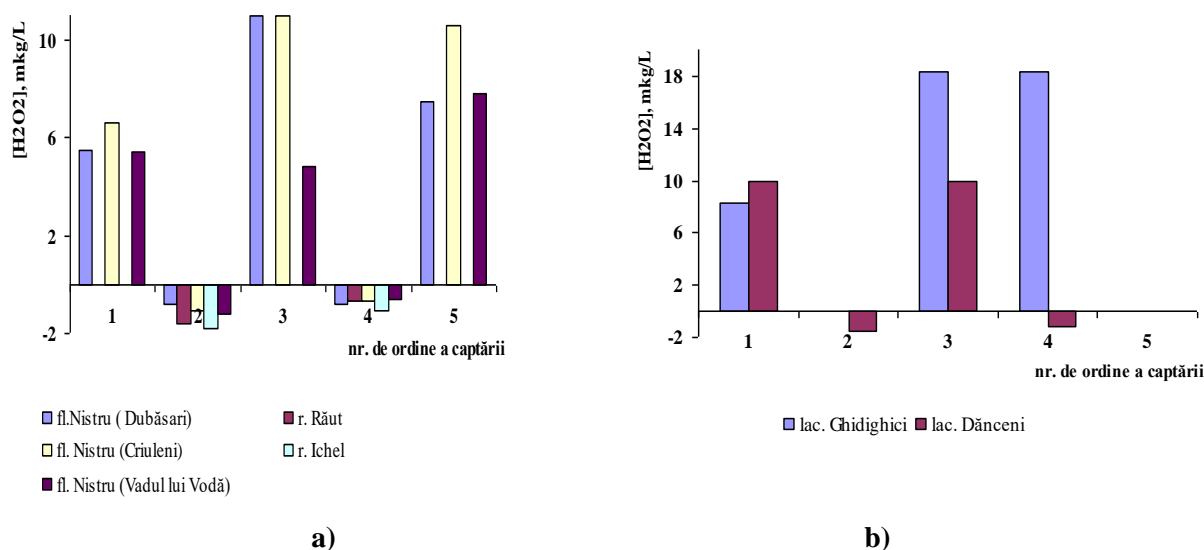 [H2O2], mkg/L
10
6
2
-2
1
2
3
4
5
nr. de ordine a captării
fl.Nistru ( Dubăsari)
r. Răut
fl. Nistru (Criuleni)
r. Ichel
fl. Nistru (Vadul lui Vodă)
a)
[H2O2], mkg/L
18
14
10
6
2
-2
1
2
3
4
5
nr. de ordine a captării
lac. Ghidighici
lac. Dănceni
b)